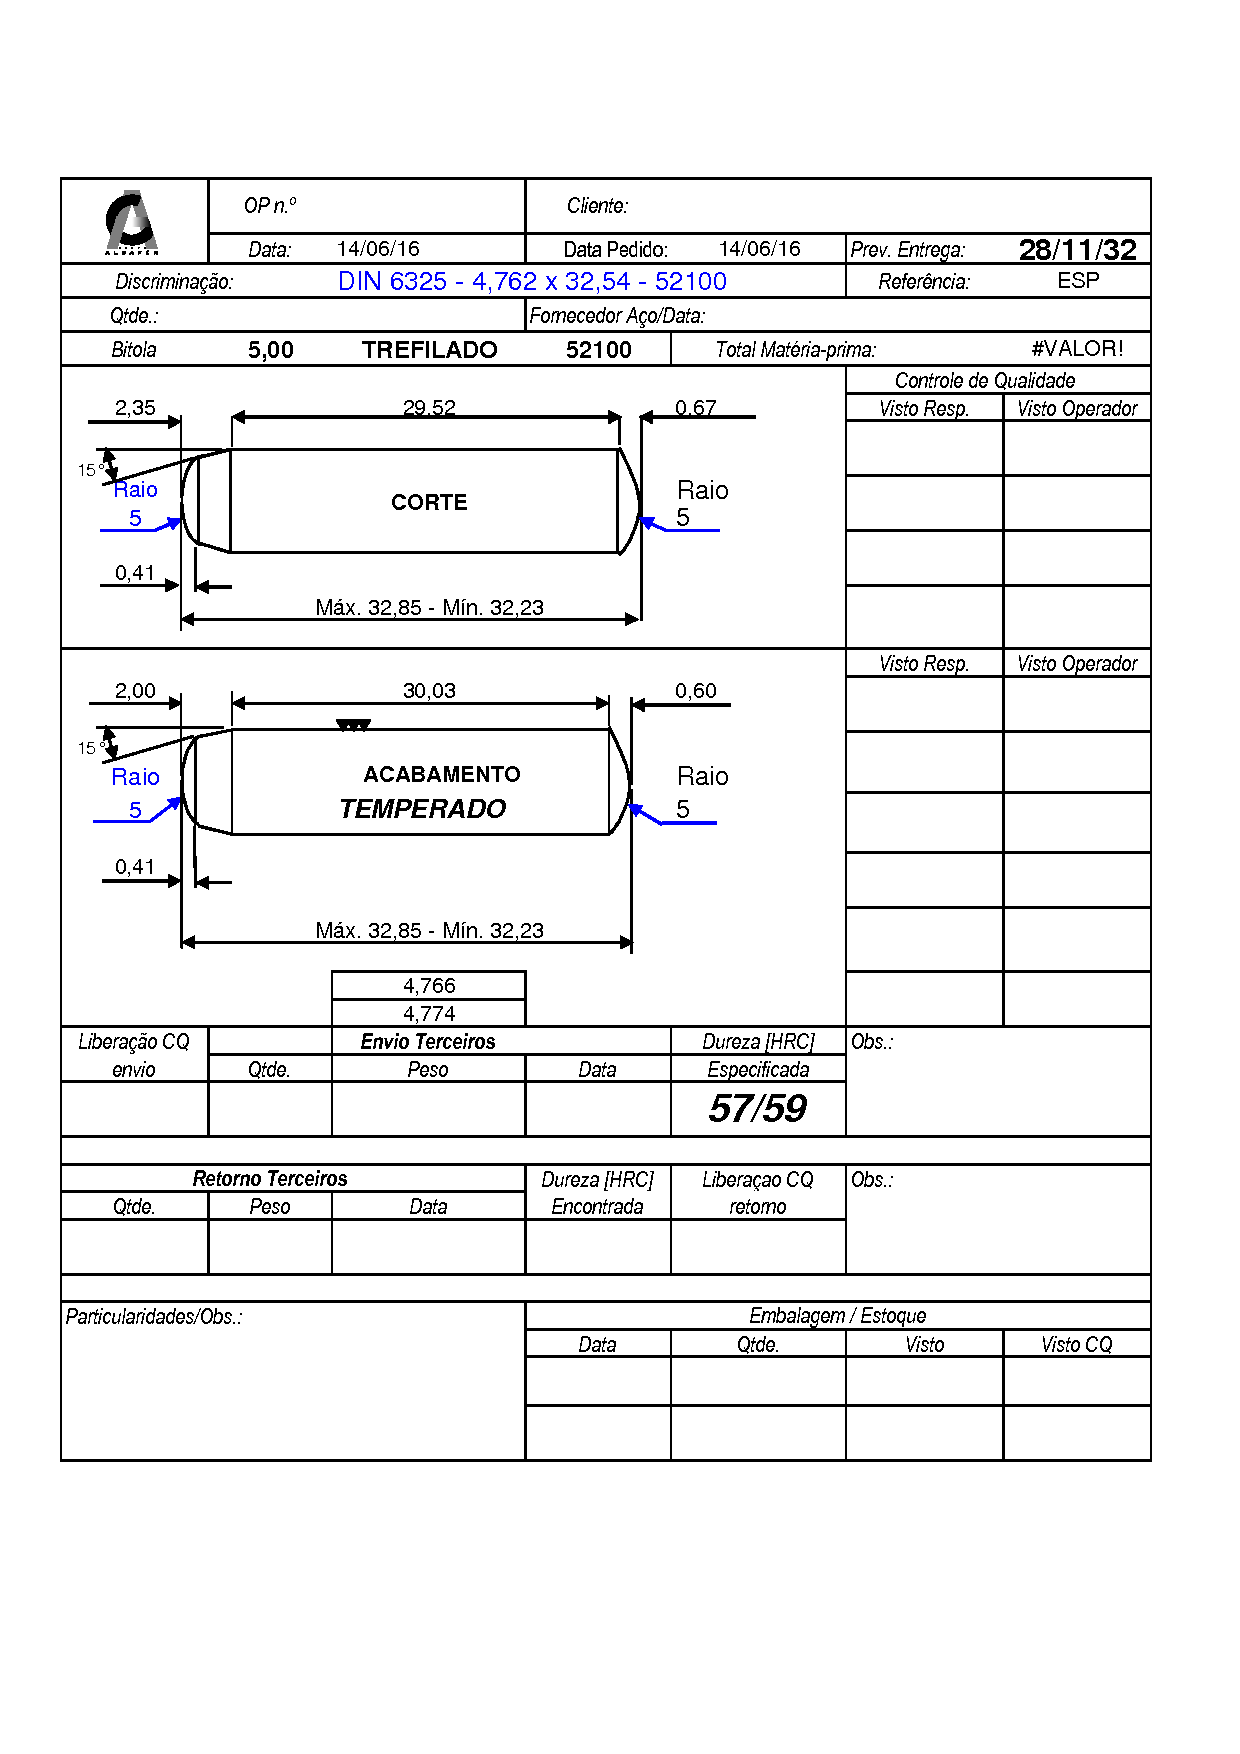 ALBAFER
OP n.º Cliente:
Data: 14/06/16 Data Pedido: 14/06/16 Prev. Entrega: 28/11/32
Discriminação: DIN 6325 - 4,762 x 32,54 - 52100 Referência: ESP
Qtde.: Fornecedor Aço/Data:
Bitola 5,00 TREFILADO 52100 Total Matéria-prima: #VALOR!
Controle de Qualidade
2,35 29,52 0,67 Visto Resp. Visto Operador
15°
Raio Raio
CORTE
5 5
0,41
Máx. 32,85 - Mín. 32,23
Visto Resp. Visto Operador
2,00 30,03 0,60
15°
Raio ACABAMENTO Raio
5 TEMPERADO 5
0,41
Máx. 32,85 - Mín. 32,23
4,766
4,774
Liberação CQ Envio Terceiros Dureza [HRC] Obs.:
envio Qtde. Peso Data Especificada
57/59
Retorno Terceiros Dureza [HRC] Liberaçao CQ Obs.:
Qtde. Peso Data Encontrada retorno
Particularidades/Obs.: Embalagem / Estoque
Data Qtde. Visto Visto CQ